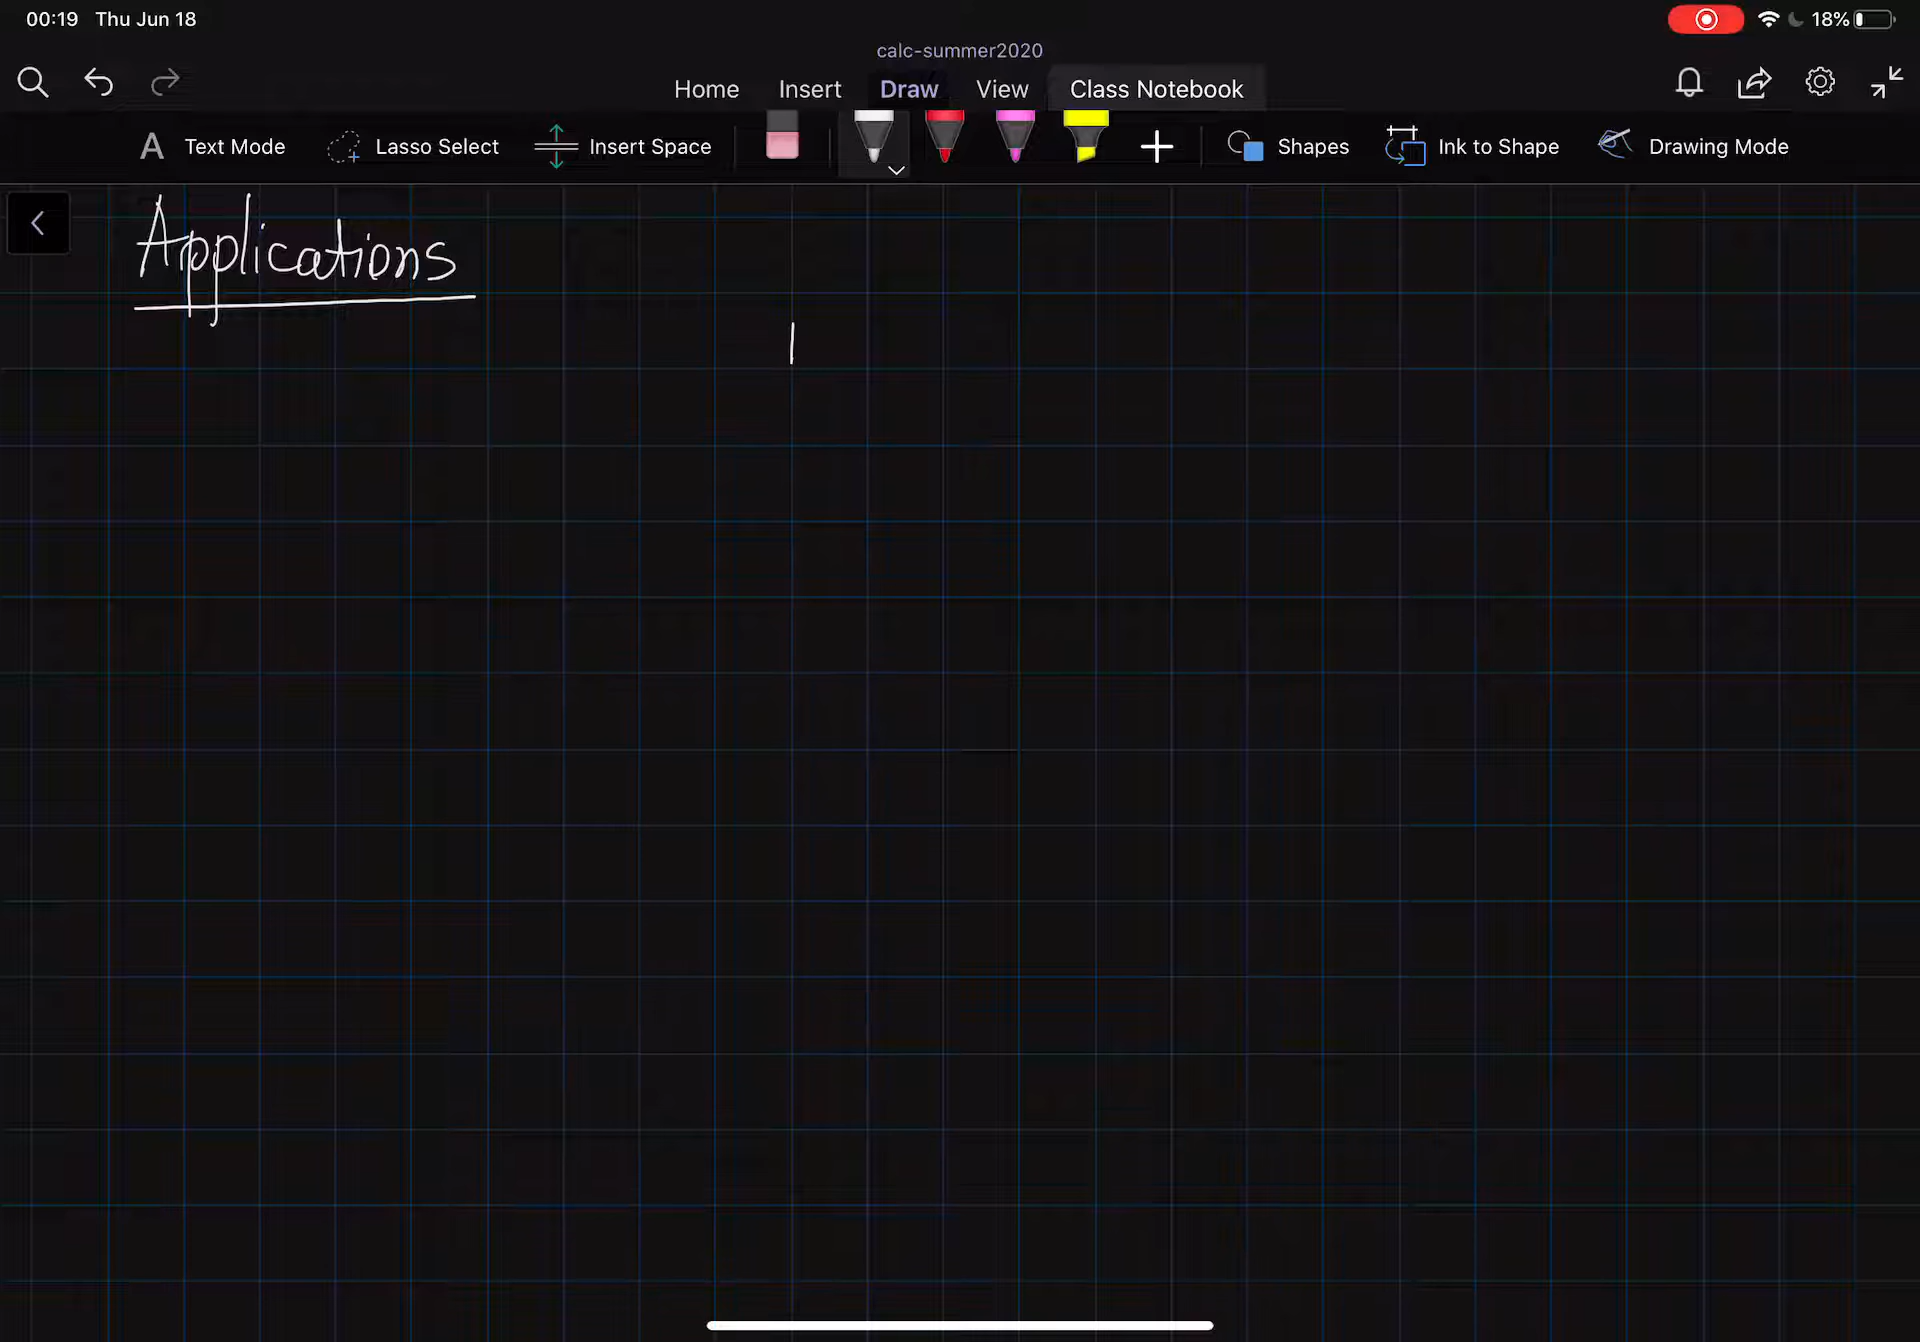 00:19 Thu Jun 18
18%
calc-summer2020
Home Insert Draw View Class Notebook
A Text Mode Lasso Select Insert Space Shapes Ink to Shape Drawing Mode
Applications